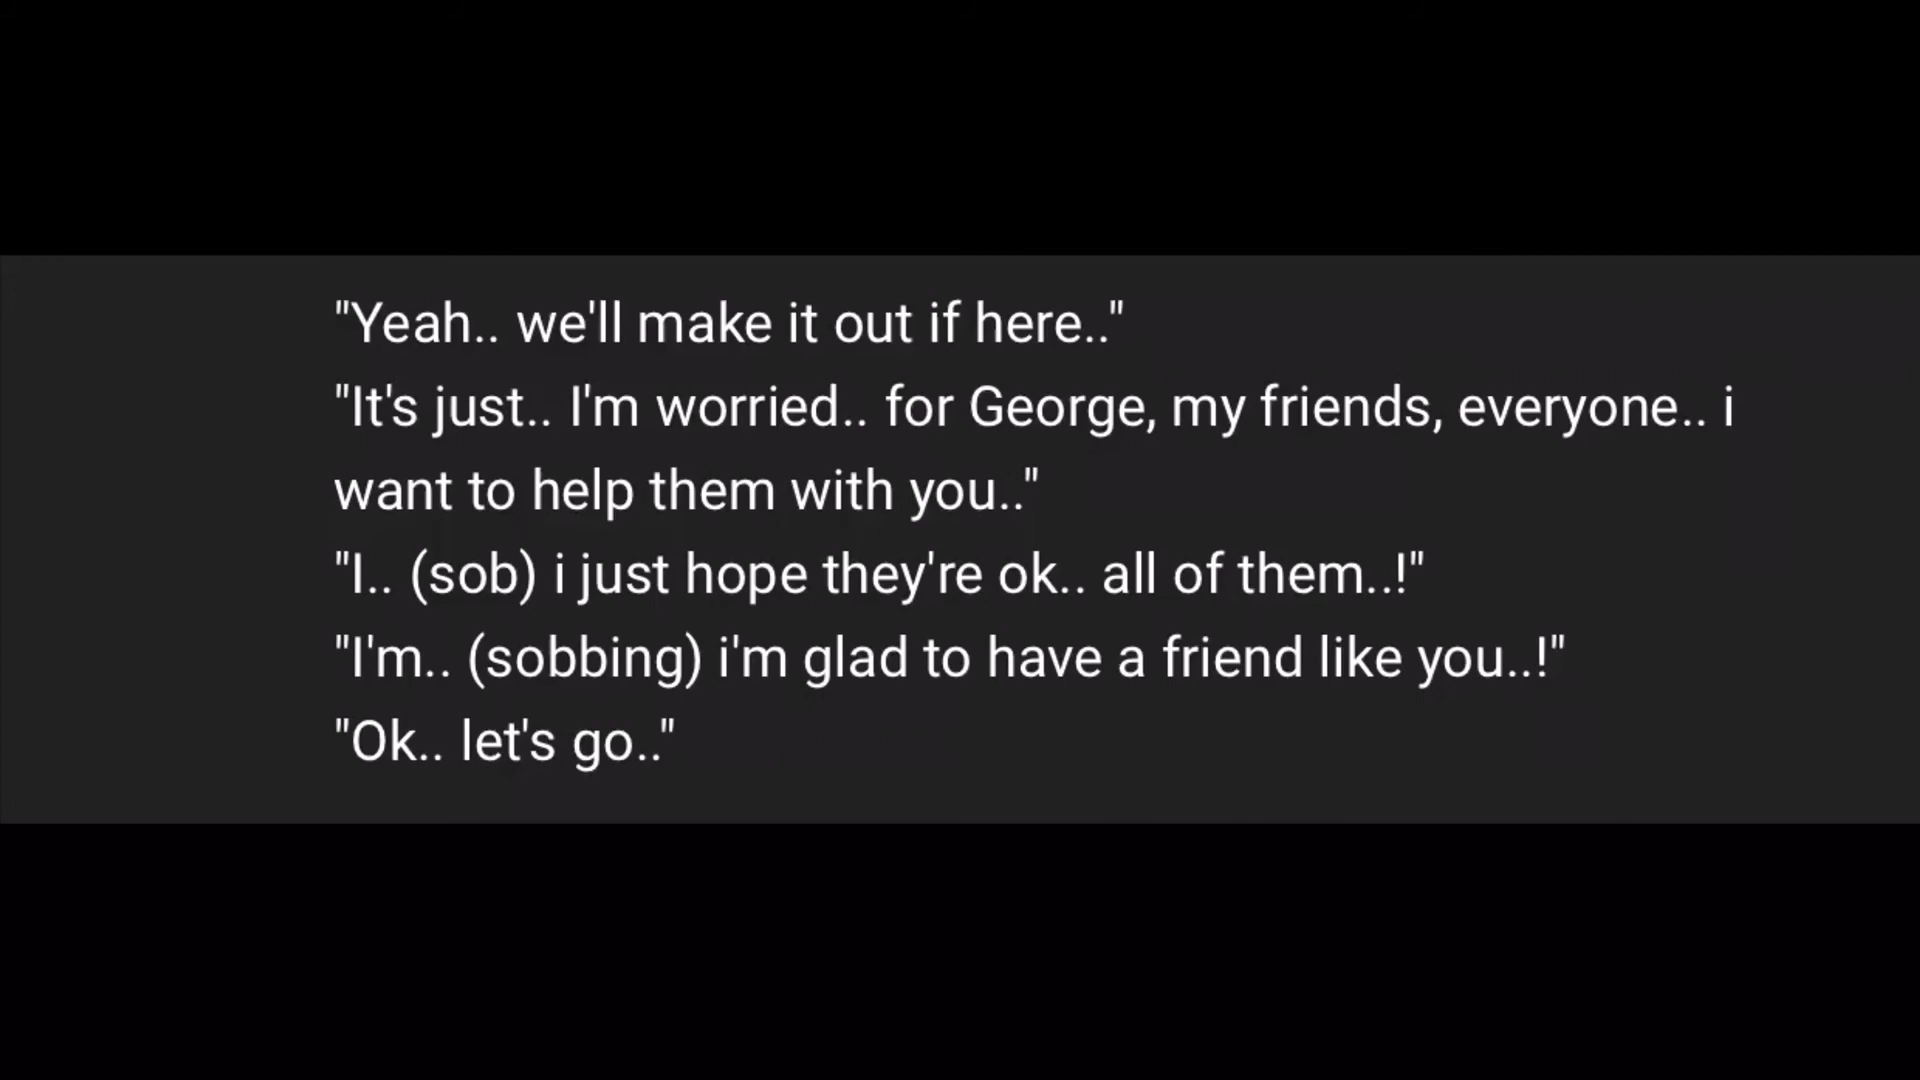 "Yeah.. we'll make it out if here.."
"It's just.. I'm worried.. for George, my friends, everyone.. i
want to help them with you.."
"I.. (sob) i just hope they're ok.. all of them..!"
"I'm.. (sobbing) i'm glad to have a friend like you..!"
"Ok.. let's go.."